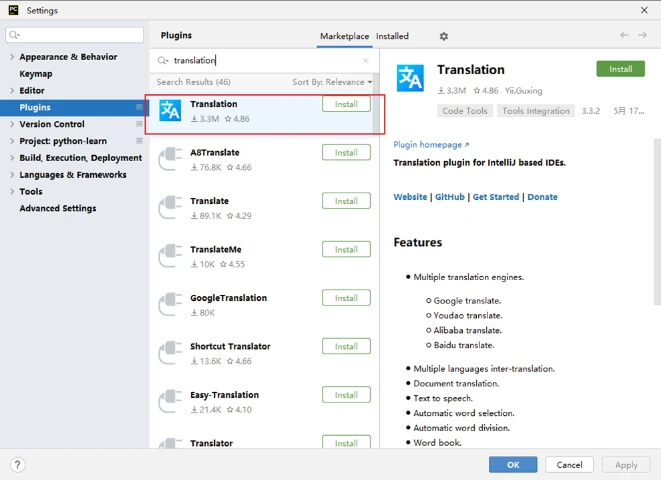 PC Settings
Plugins
Marketplace Installed
translation
Appearance & Behavior
Keymap
Editor
Plugins
Version Control
Project: python-learn
Build, Execution, Deployment
Languages & Frameworks
Tools
Advanced Settings
Search Results (46) Sort By: Relevance
Translation Install
3.3M 4.86
A8Translate Install
76.8K 4.66
Translate Install
89.1K 4.29
TranslateMe Install
10K 4.55
GoogleTranslation Install
80K
Shortcut Translator Install
13.6K 4.66
Easy-Translation Install
21.4K 4.10
Translator Install
文A
Translation Install
3.3M 4.86 Yii.Guxing
Code Tools Tools Integration 3.3.2 5月 17...
Plugin homepage
Translation plugin for IntelliJ based IDEs.
Website | GitHub | Get Started | Donate
Features
Multiple translation engines.
Google translate.
Youdao translate.
Alibaba translate.
Baidu translate.
Multiple languages inter-translation.
Document translation.
Text to speech.
Automatic word selection.
Automatic word division.
Word book.
? OK Cancel Apply